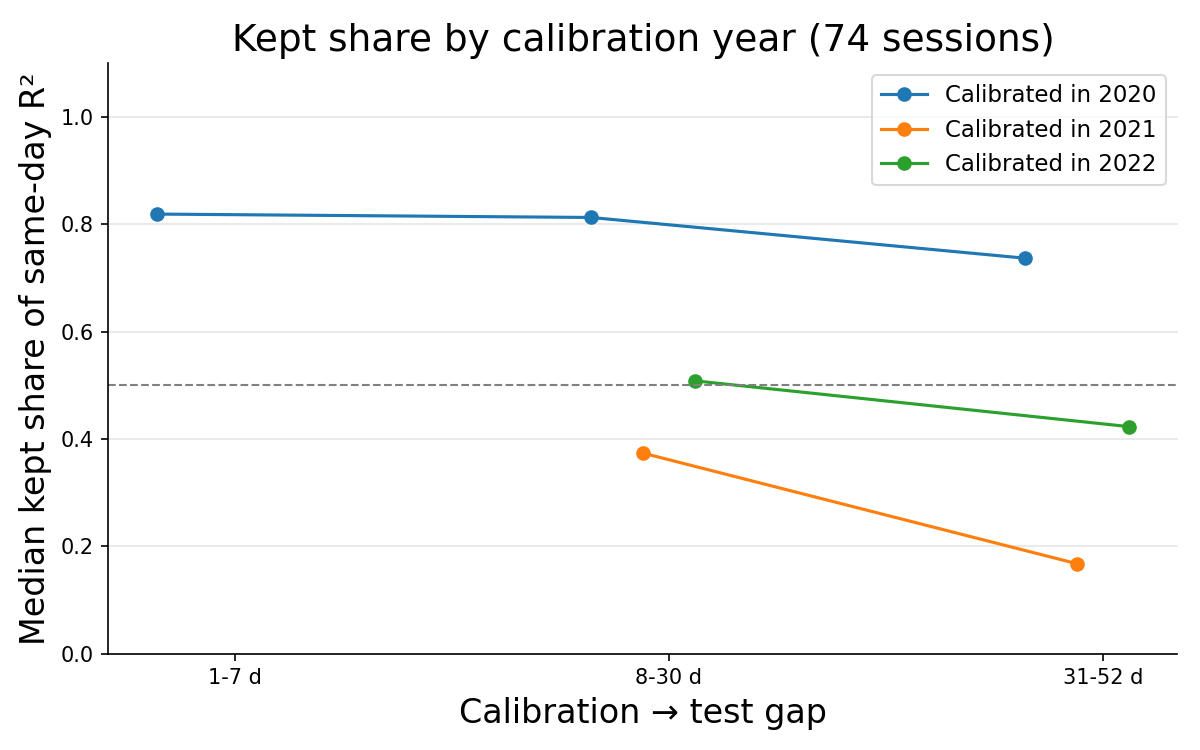 Kept share by calibration year (74 sessions)
Median kept share of same-day R²
1.0
0.8
0.6
0.4
0.2
0.0
Calibrated in 2020
Calibrated in 2021
Calibrated in 2022
1-7 d
8-30 d
31-52 d
Calibration → test gap